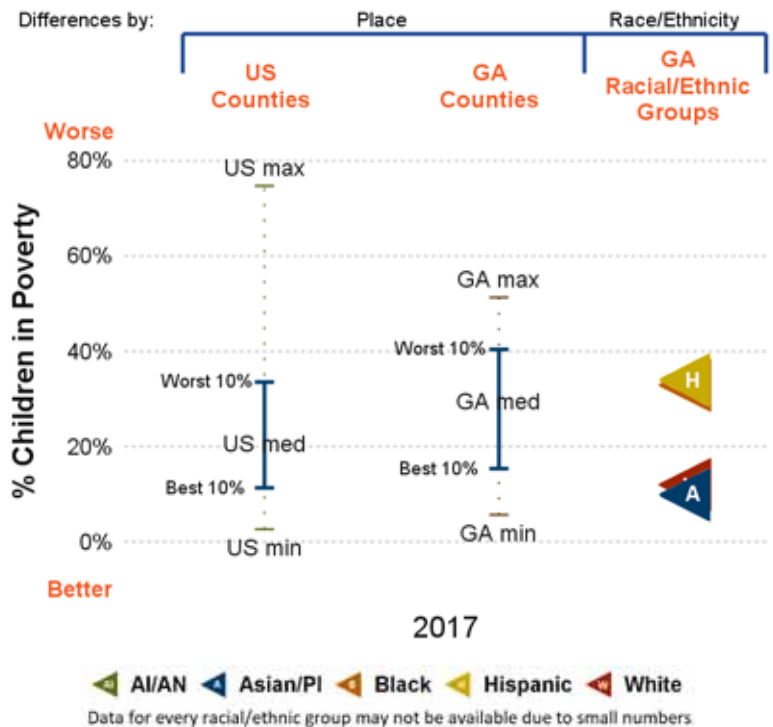 Differences by: Place Race/Ethnicity
US Counties
GA Counties
GA Racial/Ethnic Groups
Worse
% Children in Poverty
80%
US max
60%
GA max
40%
Worst 10%
Worst 10%
H
GA med
20%
US med
Best 10%
Best 10%
A
0%
US min
GA min
Better
2017
AI AI/AN A Asian/PI B Black H Hispanic W White
Data for every racial/ethnic group may not be available due to small numbers